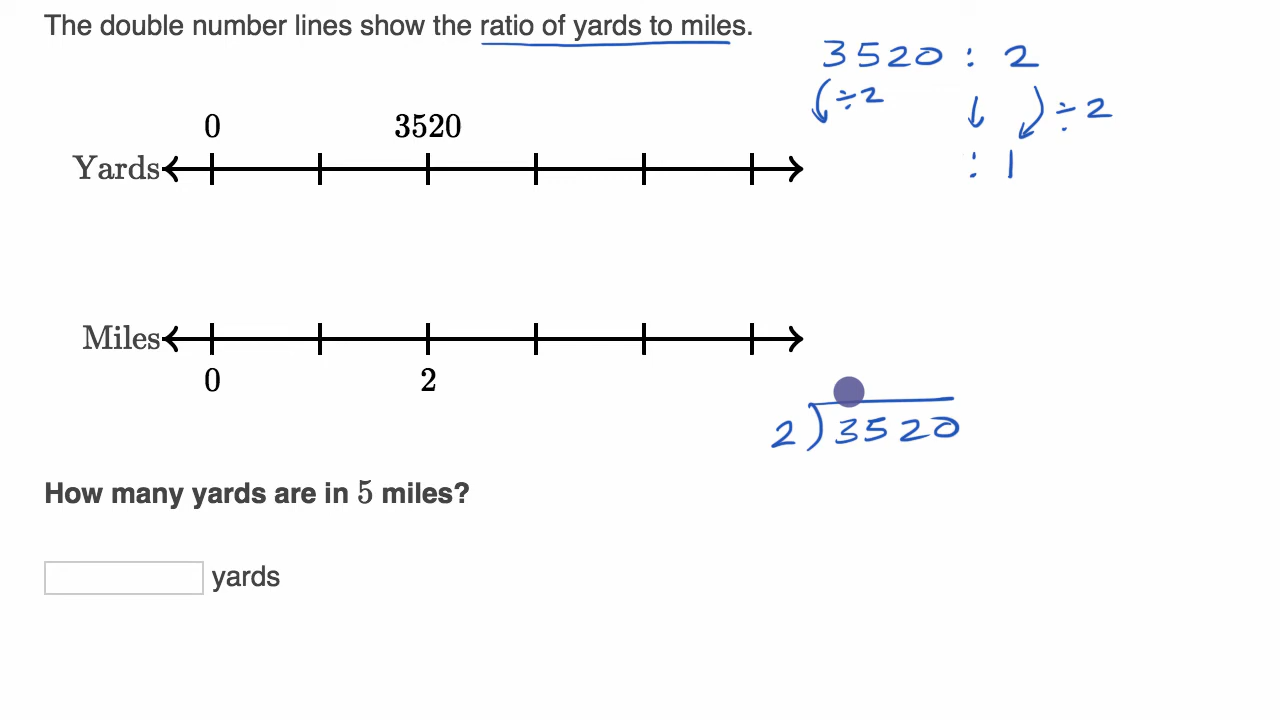 The double number lines show the ratio of yards to miles.
3520 : 2
÷2 ÷2
: 1
0 3520
Yards
Miles
0 2
2)3520
How many yards are in 5 miles?
yards